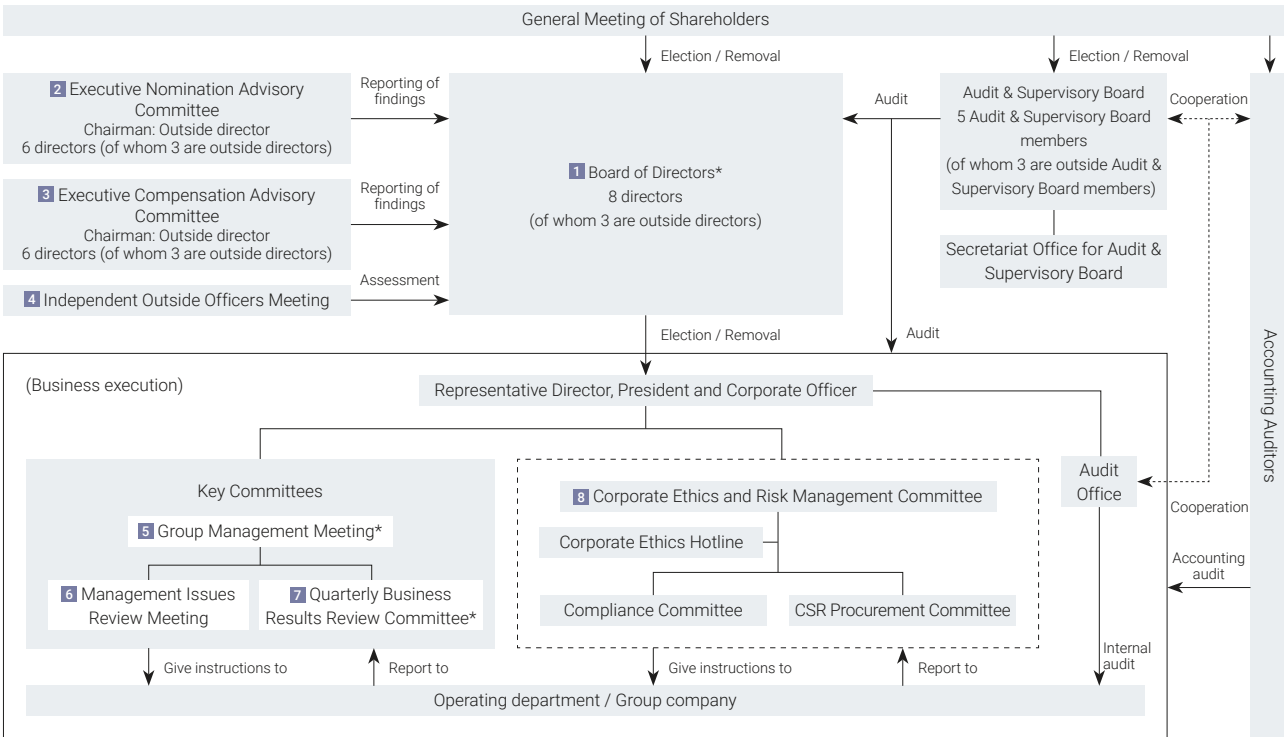 General Meeting of Shareholders
Election / Removal
Election / Removal
2 Executive Nomination Advisory
Committee
Chairman: Outside director
6 directors (of whom 3 are outside directors)
Reporting of
findings
3 Executive Compensation Advisory
Committee
Chairman: Outside director
6 directors (of whom 3 are outside directors)
Reporting of
findings
4 Independent Outside Officers Meeting
Assessment
1 Board of Directors*
8 directors
(of whom 3 are outside directors)
Audit
Audit & Supervisory Board
5 Audit & Supervisory Board
members
(of whom 3 are outside Audit &
Supervisory Board members)
Cooperation
Secretariat Office for Audit &
Supervisory Board
Accounting Auditors
Election / Removal
Audit
(Business execution)
Representative Director, President and Corporate Officer
Key Committees
5 Group Management Meeting*
6 Management Issues
Review Meeting
7 Quarterly Business
Results Review Committee*
8 Corporate Ethics and Risk Management Committee
Corporate Ethics Hotline
Compliance Committee
CSR Procurement Committee
Audit
Office
Cooperation
Accounting
audit
Give instructions to
Report to
Give instructions to
Report to
Internal
audit
Operating department / Group company